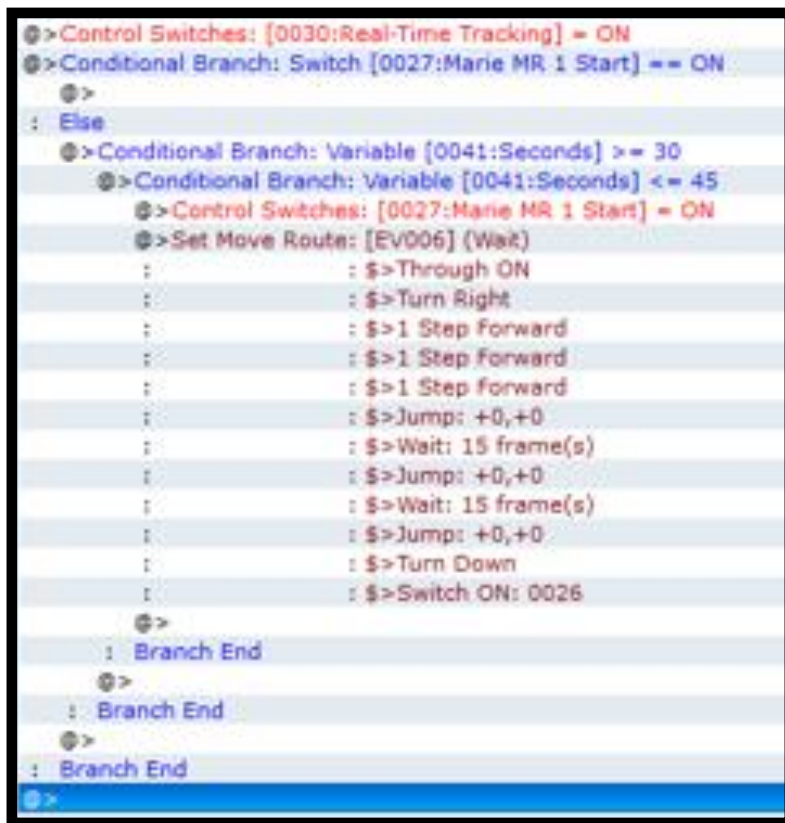 @>Control Switches: [0030:Real-Time Tracking] = ON
@>Conditional Branch: Switch [0027:Marie MR 1 Start] == ON
@>
: Else
@>Conditional Branch: Variable [0041:Seconds] >= 30
@>Conditional Branch: Variable [0041:Seconds] <= 45
@>Control Switches: [0027:Marie MR 1 Start] = ON
@>Set Move Route: [EV006] (Wait)
: : $>Through ON
: : $>Turn Right
: : $>1 Step Forward
: : $>1 Step Forward
: : $>1 Step Forward
: : $>Jump: +0,+0
: : $>Wait: 15 frame(s)
: : $>Jump: +0,+0
: : $>Wait: 15 frame(s)
: : $>Jump: +0,+0
: : $>Turn Down
: : $>Switch ON: 0026
@>
: Branch End
@>
: Branch End
@>
: Branch End
@>